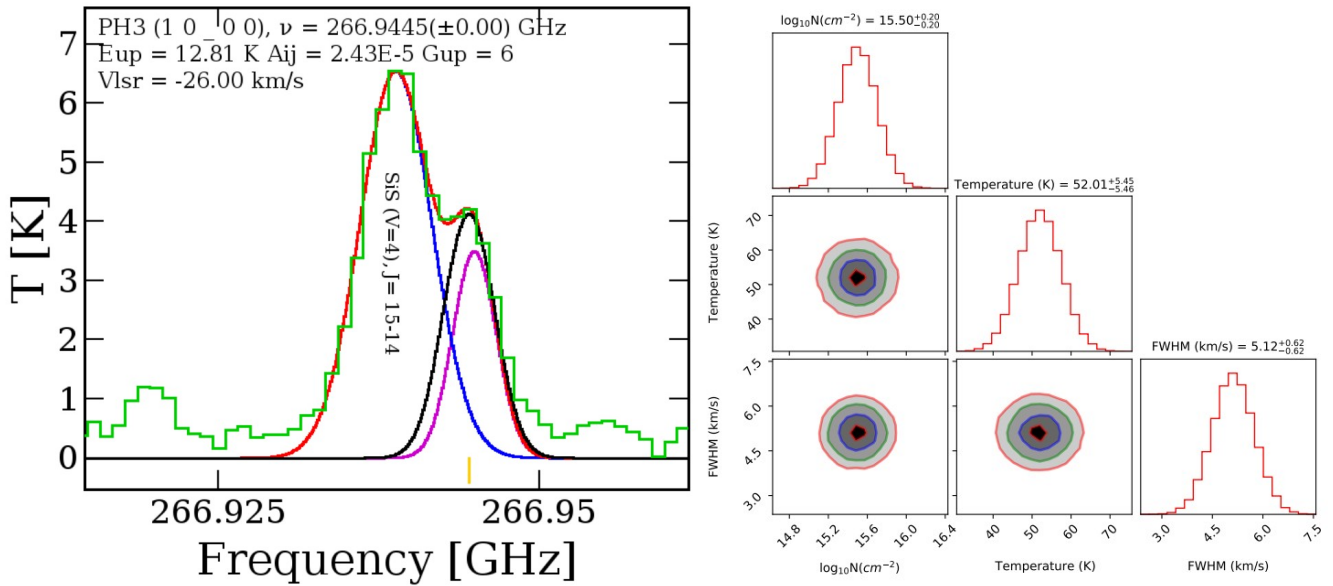 PH3 (1 0 _ 0 0), ν = 266.9445(±0.00) GHz
Eup = 12.81 K Aij = 2.43E-5 Gup = 6
Vlsr = -26.00 km/s
T [K]
7
6
5
4
3
2
1
0
SiS (V=4), J= 15-14
266.925
266.95
Frequency [GHz]
log₁₀N(cm⁻²) = 15.50⁺⁰·²⁰₋₀.₂₀
Temperature (K) = 52.01⁺⁵·⁴⁵₋₅.₄₆
FWHM (km/s) = 5.12⁺⁰·⁶²₋₀.₆₂
Temperature (K)
70
60
50
40
FWHM (km/s)
7.5
6.0
4.5
3.0
14.8
15.2
15.6
16.0
16.4
log₁₀N(cm⁻²)
40
50
60
70
Temperature (K)
3.0
4.5
6.0
7.5
FWHM (km/s)